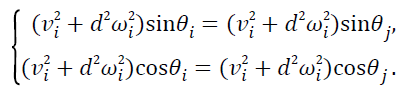 (v_i^2 + d^2ω_i^2)sinθ_i = (v_i^2 + d^2ω_i^2)sinθ_j,
(v_i^2 + d^2ω_i^2)cosθ_i = (v_i^2 + d^2ω_i^2)cosθ_j.